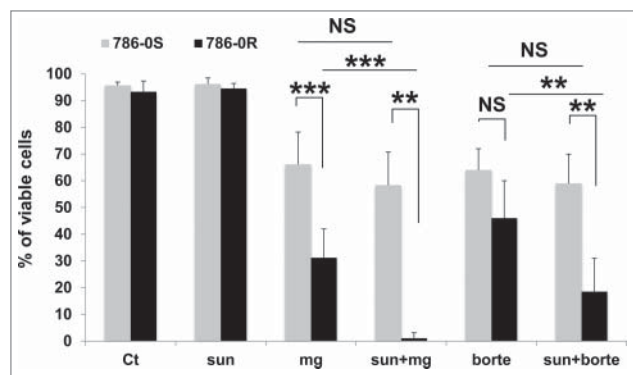 786-0S 786-0R
NS
***
NS
**
*** ** NS **
% of viable cells
100
90
80
70
60
50
40
30
20
10
0
Ct sun mg sun+mg borte sun+borte